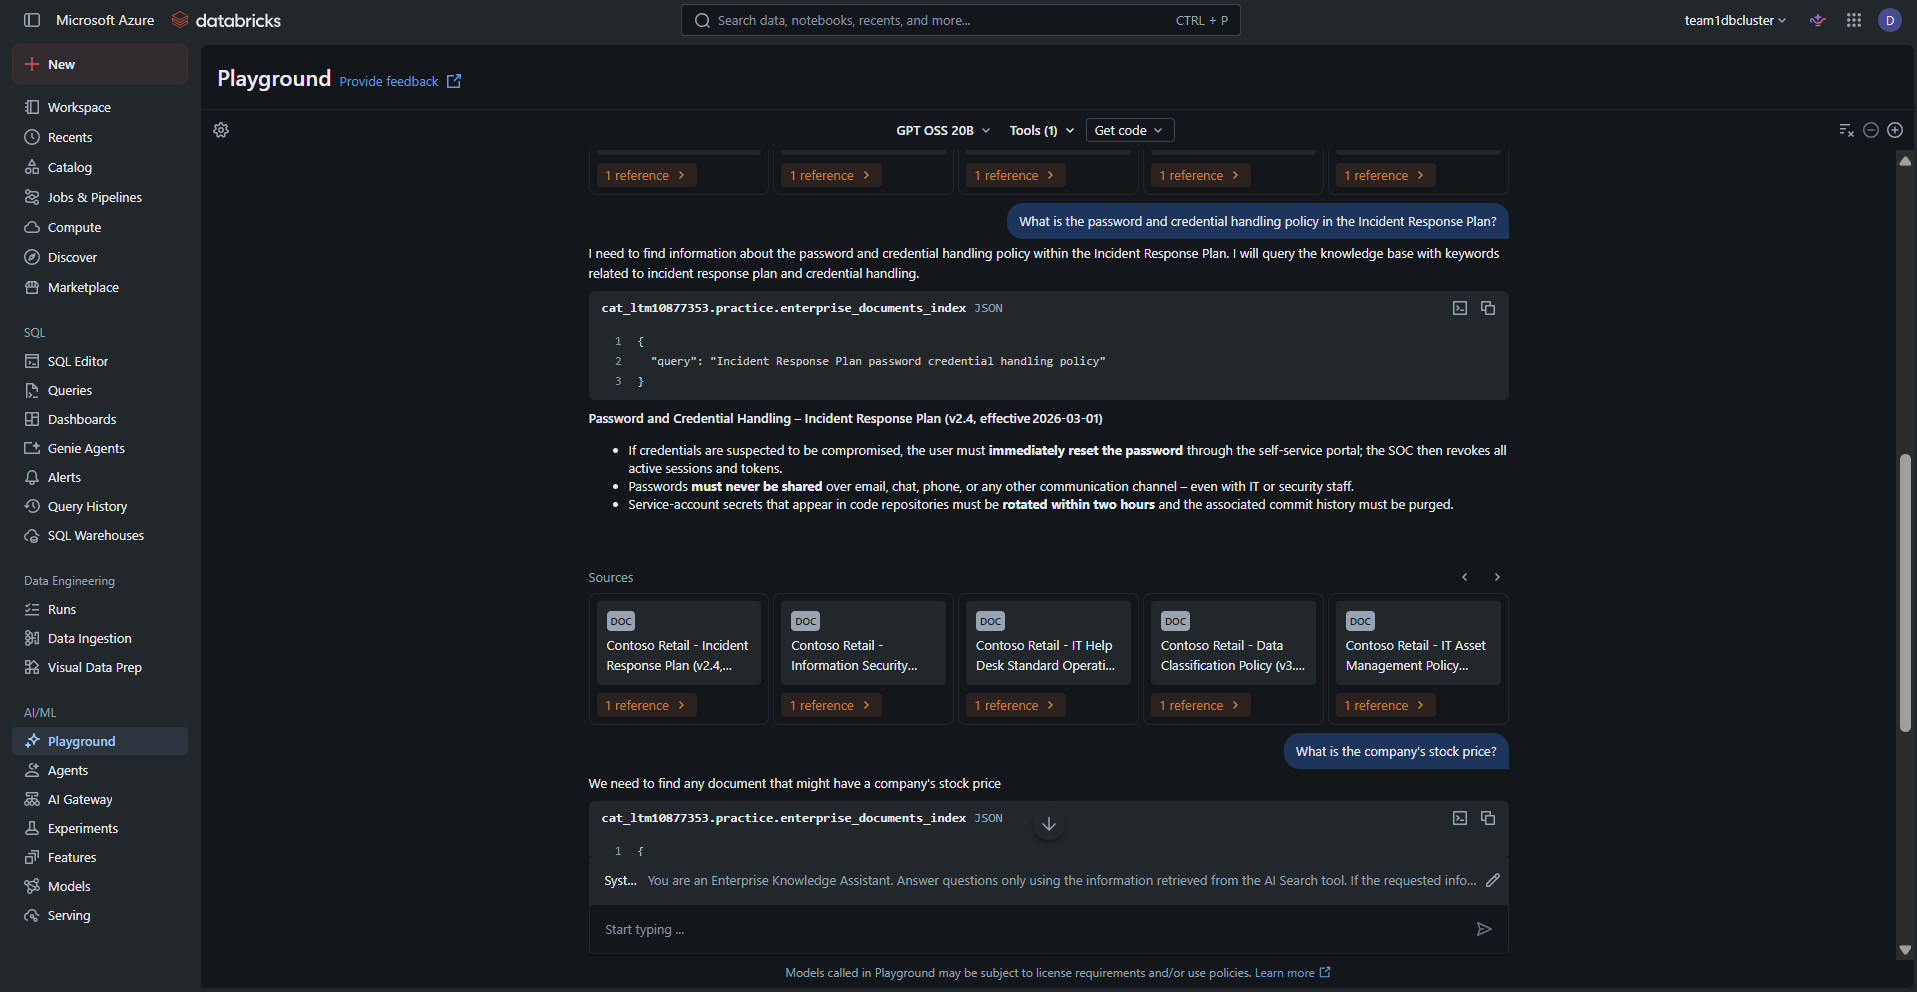 Microsoft Azure
databricks
Search data, notebooks, recents, and more...
CTRL + P
team1dbcluster
D
New
Workspace
Recents
Catalog
Jobs & Pipelines
Compute
Discover
Marketplace
SQL
SQL Editor
Queries
Dashboards
Genie Agents
Alerts
Query History
SQL Warehouses
Data Engineering
Runs
Data Ingestion
Visual Data Prep
AI/ML
Playground
Agents
AI Gateway
Experiments
Features
Models
Serving
Playground
Provide feedback
GPT OSS 20B
Tools (1)
Get code
1 reference
1 reference
1 reference
1 reference
1 reference
What is the password and credential handling policy in the Incident Response Plan?
I need to find information about the password and credential handling policy within the Incident Response Plan. I will query the knowledge base with keywords
related to incident response plan and credential handling.
cat_ltm10877353.practice.enterprise_documents_index JSON
1 {
2 "query": "Incident Response Plan password credential handling policy"
3 }
Password and Credential Handling – Incident Response Plan (v2.4, effective 2026-03-01)
• If credentials are suspected to be compromised, the user must immediately reset the password through the self-service portal; the SOC then revokes all
active sessions and tokens.
• Passwords must never be shared over email, chat, phone, or any other communication channel – even with IT or security staff.
• Service-account secrets that appear in code repositories must be rotated within two hours and the associated commit history must be purged.
Sources
DOC
Contoso Retail - Incident
Response Plan (v2.4,...
1 reference
DOC
Contoso Retail -
Information Security...
1 reference
DOC
Contoso Retail - IT Help
Desk Standard Operati...
1 reference
DOC
Contoso Retail - Data
Classification Policy (v3....
1 reference
DOC
Contoso Retail - IT Asset
Management Policy...
1 reference
What is the company's stock price?
We need to find any document that might have a company's stock price
cat_ltm10877353.practice.enterprise_documents_index JSON
1 {
Syst... You are an Enterprise Knowledge Assistant. Answer questions only using the information retrieved from the AI Search tool. If the requested info...
Start typing ...
Models called in Playground may be subject to license requirements and/or use policies. Learn more